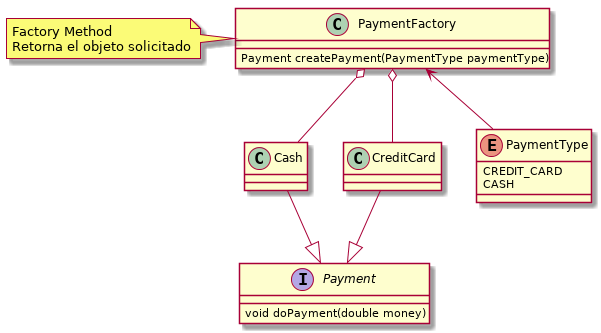 Factory Method
Retorna el objeto solicitado
C PaymentFactory
Payment createPayment(PaymentType paymentType)
C Cash
C CreditCard
E PaymentType
CREDIT_CARD
CASH
I Payment
void doPayment(double money)